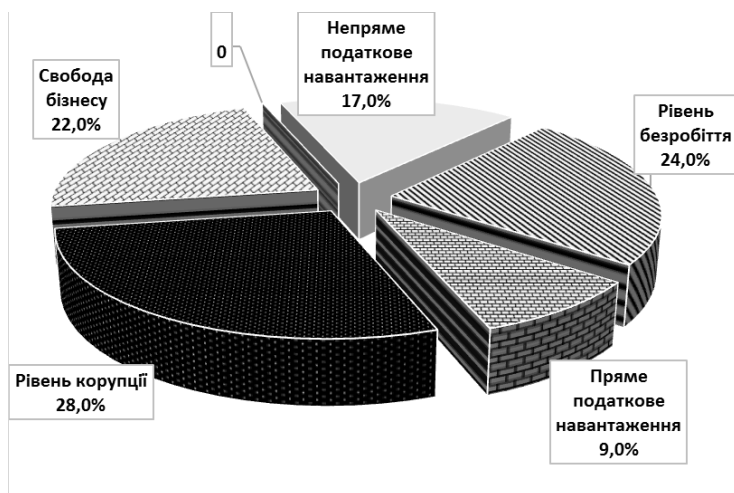 Непряме
податкове
навантаження
17,0%
0
Свобода
бізнесу
22,0%
Рівень
безробіття
24,0%
Рівень корупції
28,0%
Пряме
податкове
навантаження
9,0%